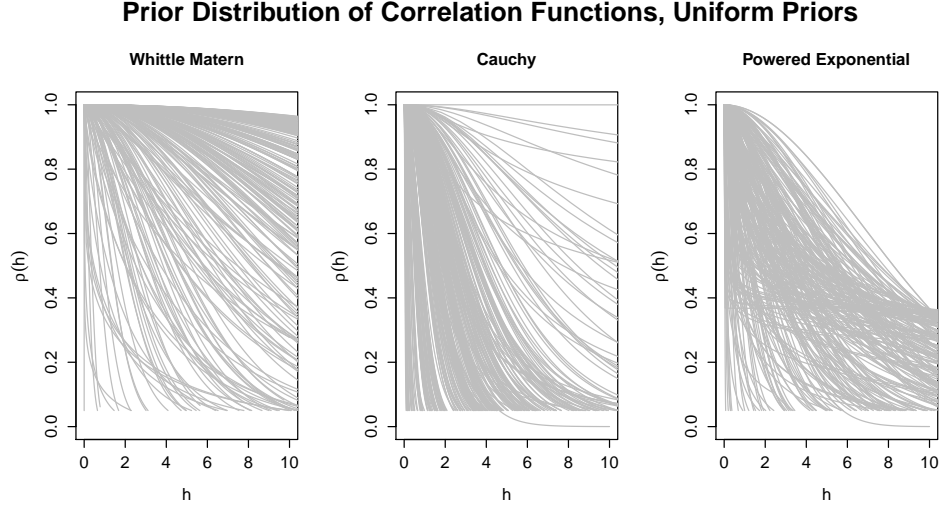 Prior Distribution of Correlation Functions, Uniform Priors
Whittle Matern
Cauchy
Powered Exponential
ρ(h)
1.0
0.8
0.6
0.4
0.2
0.0
0 2 4 6 8 10
h
ρ(h)
1.0
0.8
0.6
0.4
0.2
0.0
0 2 4 6 8 10
h
ρ(h)
1.0
0.8
0.6
0.4
0.2
0.0
0 2 4 6 8 10
h